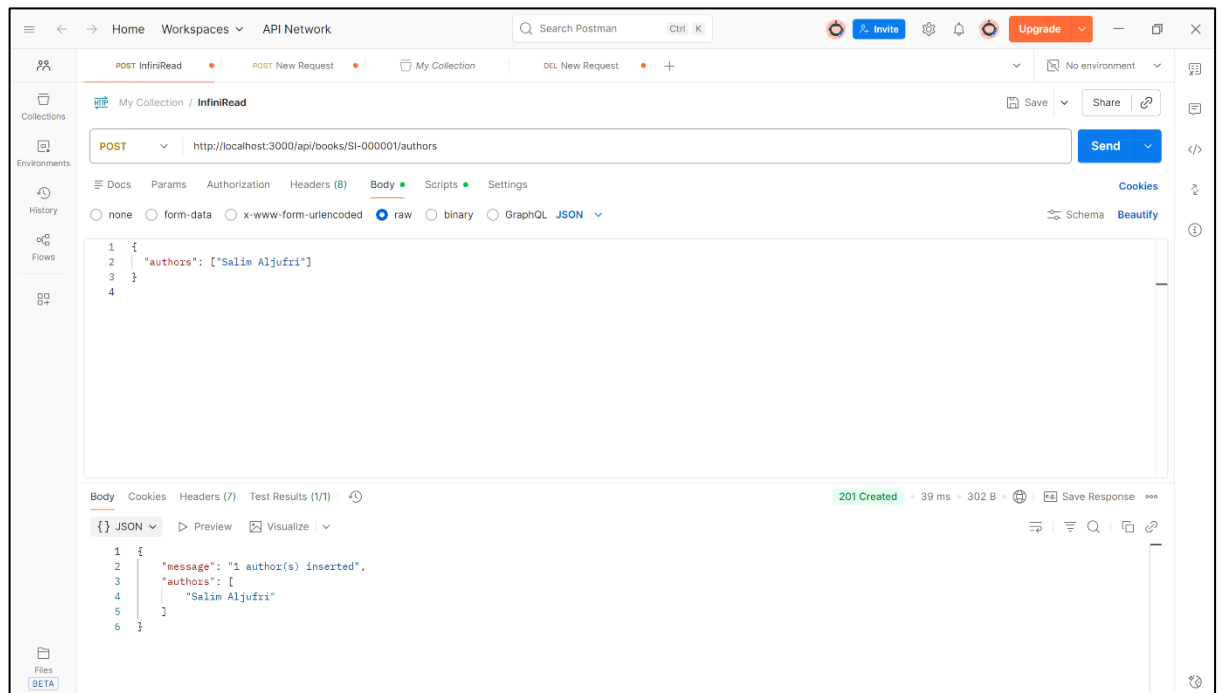 Home Workspaces API Network Search Postman Ctrl K Invite Upgrade
POST InfiniRead POST New Request My Collection DEL New Request No environment
HTTP My Collection / InfiniRead Save Share
Collections
Environments
History
Flows
Files
BETA
POST http://localhost:3000/api/books/SI-000001/authors Send
Docs Params Authorization Headers (8) Body Scripts Settings Cookies
none form-data x-www-form-urlencoded raw binary GraphQL JSON Schema Beautify
1 {
2 "authors": ["Salim Aljufri"]
3 }
4
Body Cookies Headers (7) Test Results (1/1) 201 Created 39 ms 302 B Save Response
{} JSON Preview Visualize
1 {
2 "message": "1 author(s) inserted",
3 "authors": [
4 "Salim Aljufri"
5 ]
6 }